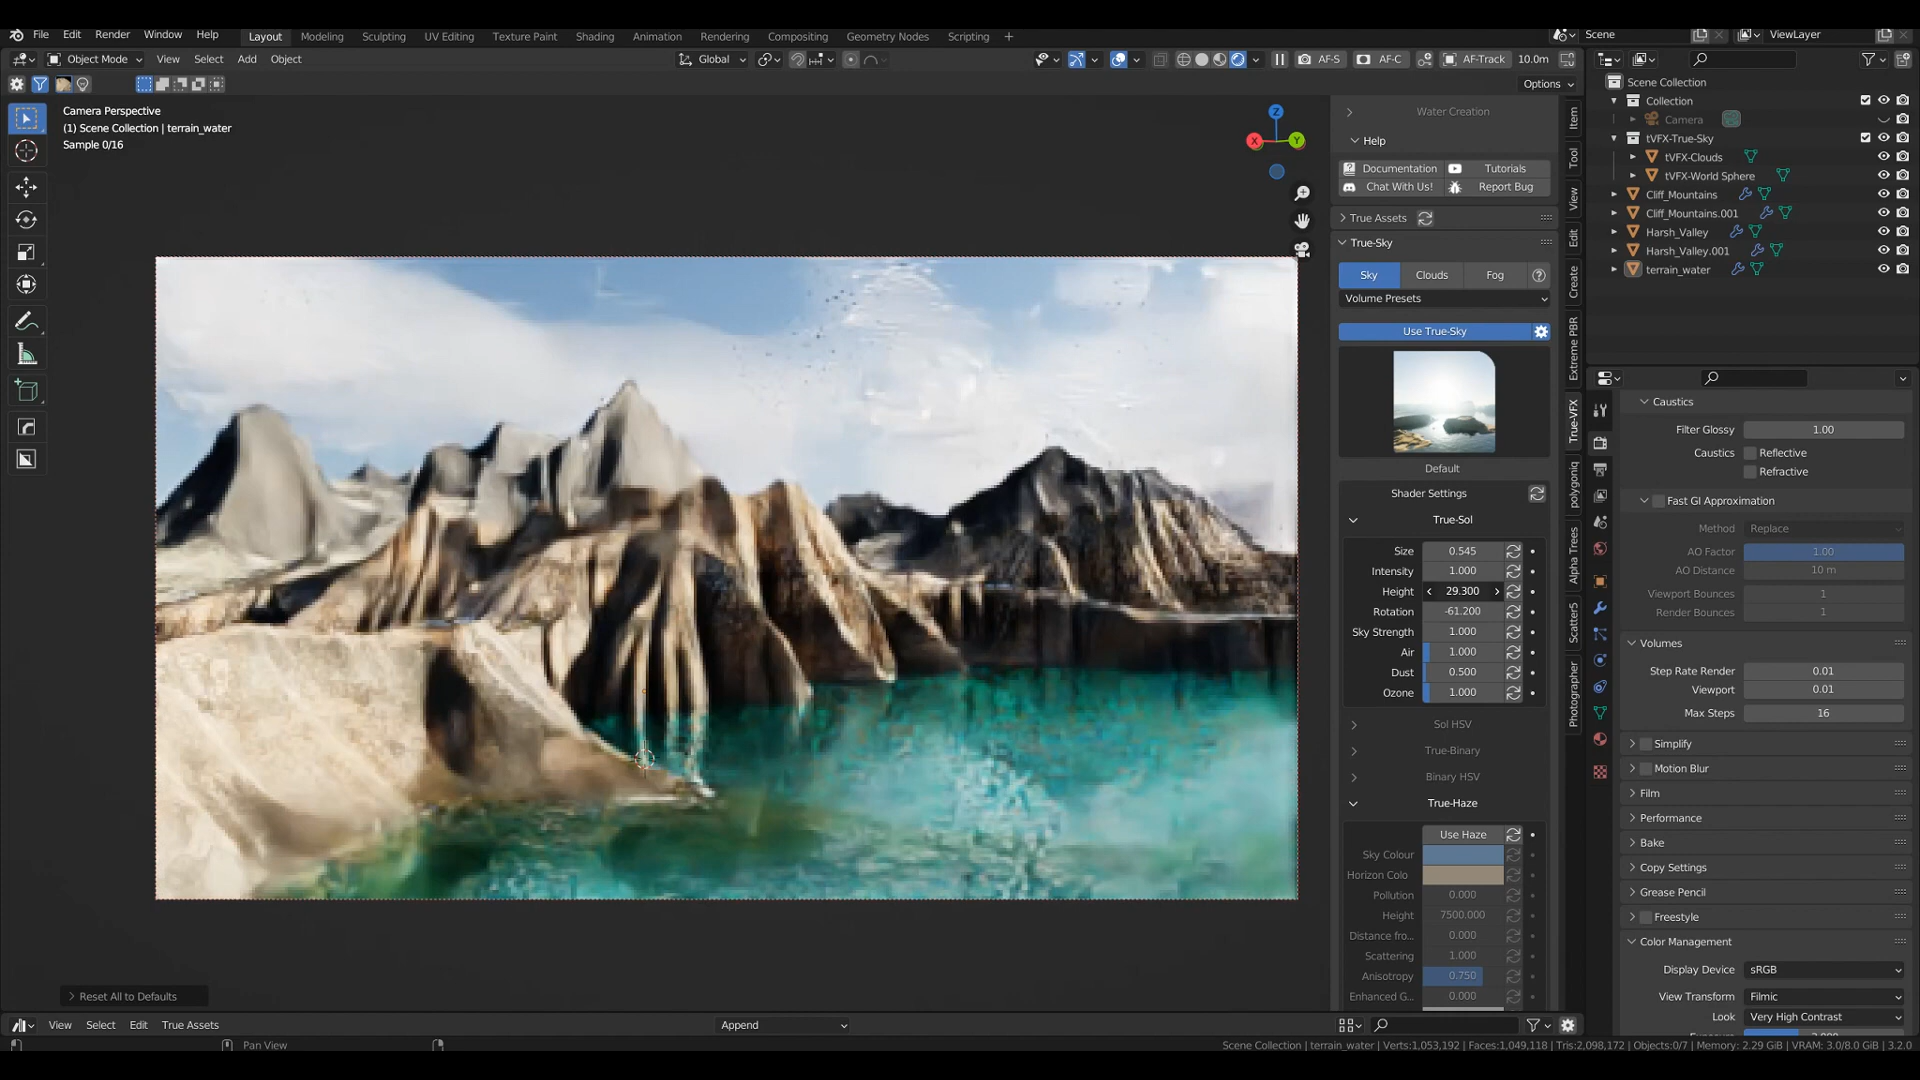 File Edit Render Window Help Layout Modeling Sculpting UV Editing Texture Paint Shading Animation Rendering Compositing Geometry Nodes Scripting + Scene ViewLayer
Object Mode View Select Add Object Global AF-S AF-C AF-Track 10.0m
Options
Camera Perspective
(1) Scene Collection | terrain_water
Sample 0/16
Z
X
Y
Water Creation
Help
Documentation Tutorials
Chat With Us! Report Bug
True Assets
True-Sky
Sky Clouds Fog
Volume Presets
Use True-Sky
Default
Shader Settings
True-Sol
Size 0.545
Intensity 1.000
Height 29.300
Rotation -61.200
Sky Strength 1.000
Air 1.000
Dust 0.500
Ozone 1.000
Sol HSV
True-Binary
Binary HSV
True-Haze
Use Haze
Sky Colour
Horizon Colo
Pollution 0.000
Height 7500.000
Distance fro... 0.000
Scattering 1.000
Anisotropy 0.750
Enhanced G... 0.000
Item
Tool
View
Edit
Create
Extreme PBR
True-VFX
polygoniq
Alpha Trees
Scatter5
Photographer
Scene Collection
Collection
Camera
tVFX-True-Sky
tVFX-Clouds
tVFX-World Sphere
Cliff_Mountains
Cliff_Mountains.001
Harsh_Valley
Harsh_Valley.001
terrain_water
Caustics
Filter Glossy 1.00
Caustics Reflective
Refractive
Fast GI Approximation
Method Replace
AO Factor 1.00
AO Distance 10 m
Viewport Bounces 1
Render Bounces 1
Volumes
Step Rate Render 0.01
Viewport 0.01
Max Steps 16
Simplify
Motion Blur
Film
Performance
Bake
Copy Settings
Grease Pencil
Freestyle
Color Management
Display Device sRGB
View Transform Filmic
Look Very High Contrast
Reset All to Defaults
View Select Edit True Assets Append
Pan View
Scene Collection | terrain_water | Verts:1,053,192 | Faces:1,049,118 | Tris:2,098,172 | Objects:0/7 | Memory: 2.29 GiB | VRAM: 3.0/8.0 GiB | 3.2.0